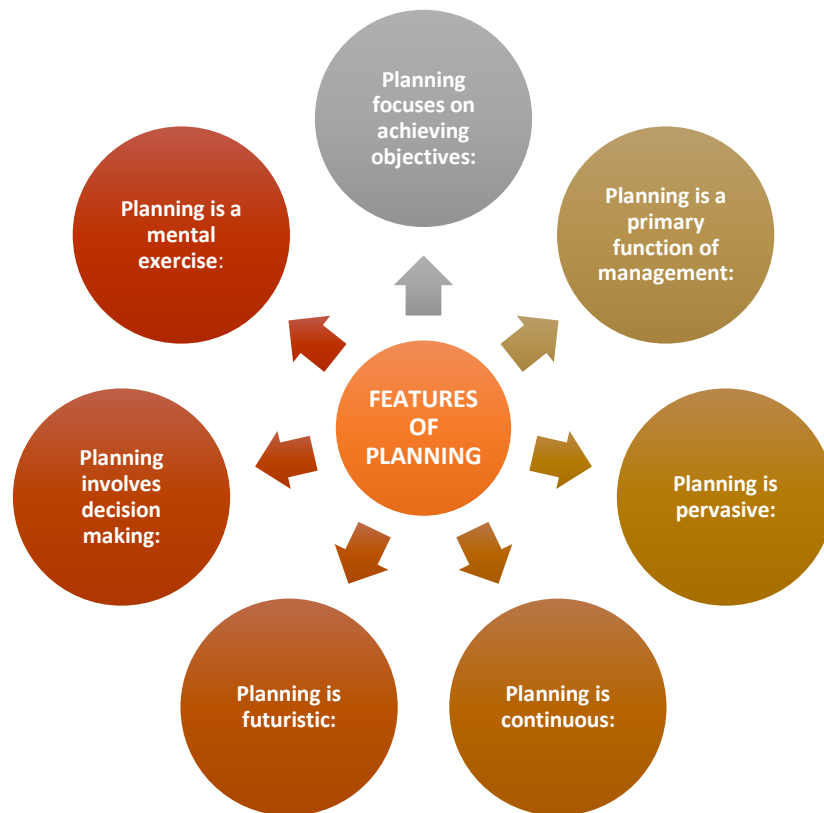 Planning
focuses on
achieving
objectives:
Planning is a
primary
function of
management:
Planning is
pervasive:
Planning is
continuous:
Planning is
futuristic:
Planning
involves
decision
making:
Planning is a
mental
exercise:
FEATURES
OF
PLANNING